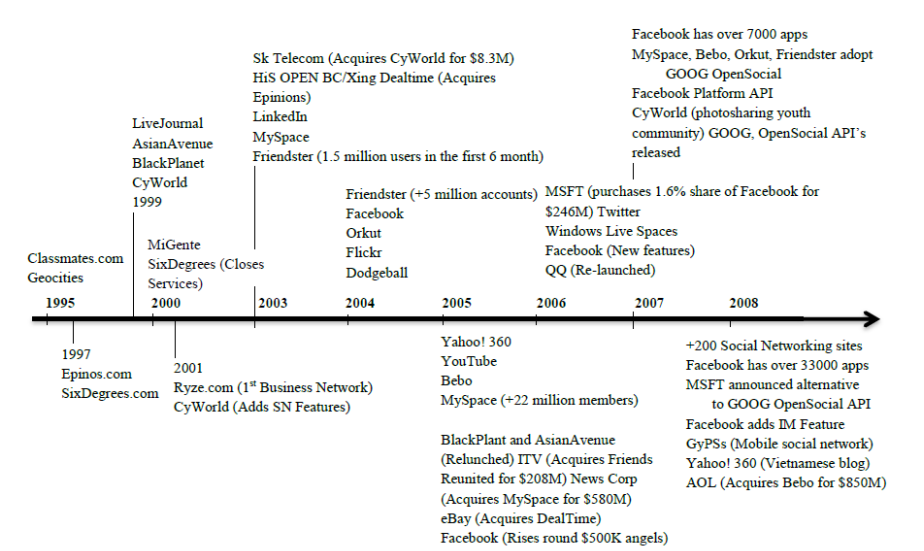 Facebook has over 7000 apps
MySpace, Bebo, Orkut, Friendster adopt
GOOG OpenSocial
Facebook Platform API
CyWorld (photosharing youth
community) GOOG, OpenSocial API's
released
Sk Telecom (Acquires CyWorld for $8.3M)
HiS OPEN BC/Xing Dealtime (Acquires
Epinions)
LinkedIn
MySpace
Friendster (1.5 million users in the first 6 month)
LiveJournal
AsianAvenue
BlackPlanet
CyWorld
1999
Friendster (+5 million accounts)
Facebook
Orkut
Flickr
Dodgeball
MSFT (purchases 1.6% share of Facebook for
$246M) Twitter
Windows Live Spaces
Facebook (New features)
QQ (Re-launched)
MiGente
SixDegrees (Closes
Services)
Classmates.com
Geocities
1995
2000
2003
2004
2005
2006
2007
2008
1997
Epinos.com
SixDegrees.com
2001
Ryze.com (1st Business Network)
CyWorld (Adds SN Features)
Yahoo! 360
YouTube
Bebo
MySpace (+22 million members)
BlackPlant and AsianAvenue
(Relunched) ITV (Acquires Friends
Reunited for $208M) News Corp
(Acquires MySpace for $580M)
eBay (Acquires DealTime)
Facebook (Rises round $500K angels)
+200 Social Networking sites
Facebook has over 33000 apps
MSFT announced alternative
to GOOG OpenSocial API
Facebook adds IM Feature
GyPSs (Mobile social network)
Yahoo! 360 (Vietnamese blog)
AOL (Acquires Bebo for $850M)